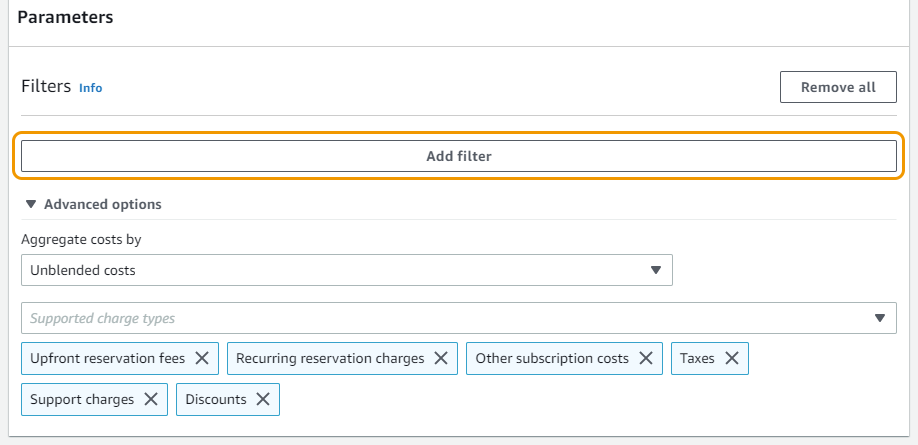 Parameters
Filters Info
Remove all
Add filter
Advanced options
Aggregate costs by
Unblended costs
Supported charge types
Upfront reservation fees Recurring reservation charges Other subscription costs Taxes
Support charges Discounts